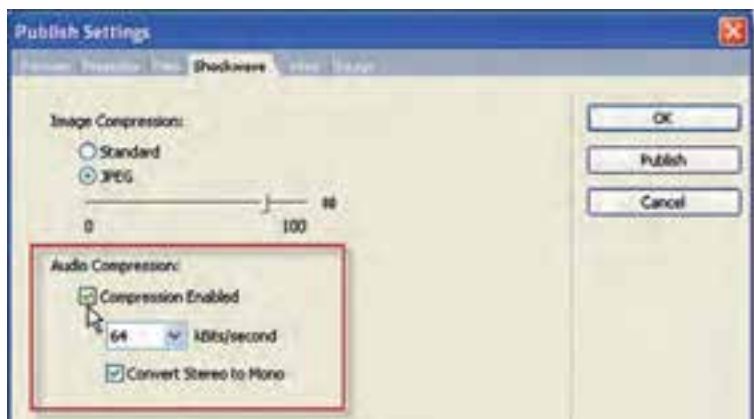 Publish Settings
Shockwave
Image Compression:
Standard
JPEG
0 100
Audio Compression:
Compression Enabled
64 kBits/second
Convert Stereo to Mono
OK
Publish
Cancel